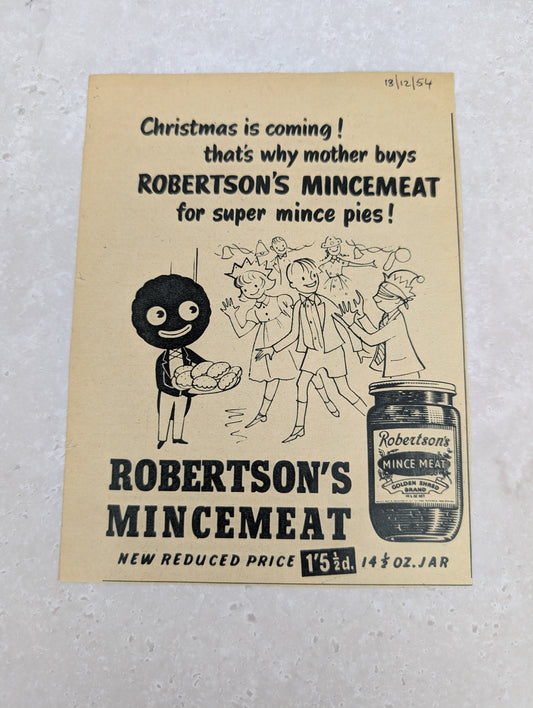 18/12/54
Christmas is coming!
that's why mother buys
ROBERTSON'S MINCEMEAT
for super mince pies!
Robertson's
MINCE MEAT
GOLDEN SHRED
BRAND
ROBERTSON'S
MINCEMEAT
NEW REDUCED PRICE 1'5½d. 14½ OZ. JAR